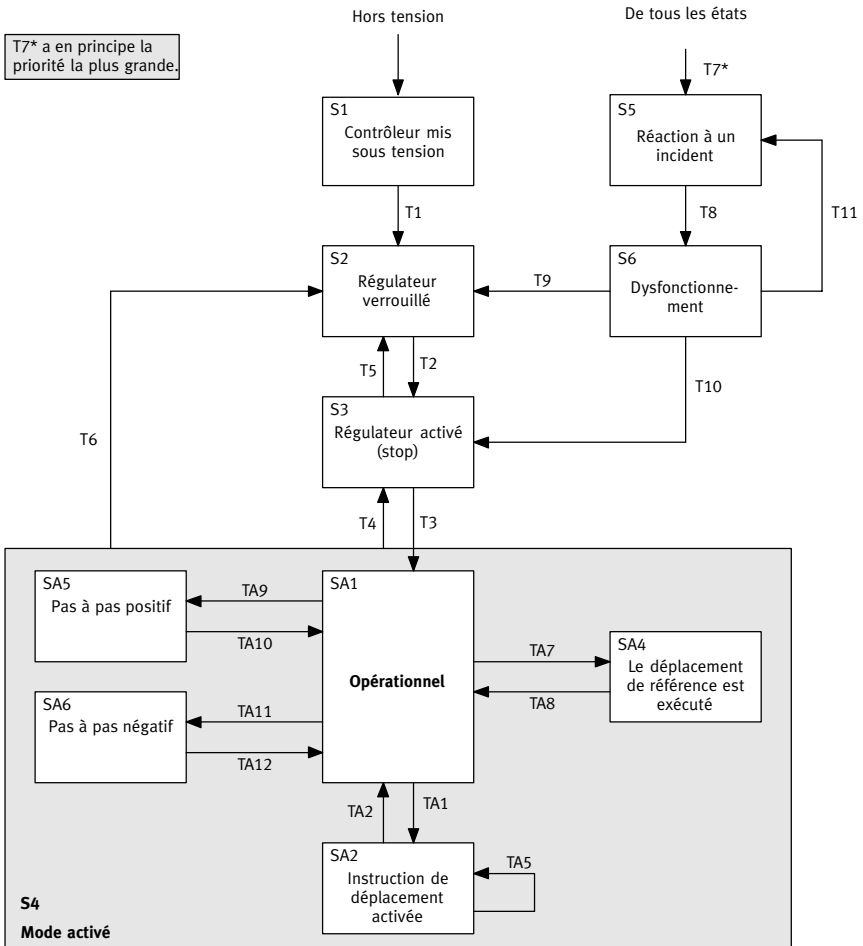 Hors tension
De tous les états
T7* a en principe la
priorité la plus grande.
T7*
S1
Contrôleur mis
sous tension
S5
Réaction à un
incident
T1
T8
T11
S2
Régulateur
verrouillé
T9
S6
Dysfonctionne-
ment
T5
T2
T10
S3
Régulateur activé
(stop)
T6
T4
T3
SA5
Pas à pas positif
TA9
TA10
SA1
Opérationnel
TA7
TA8
SA4
Le déplacement
de référence est
exécuté
SA6
Pas à pas négatif
TA11
TA12
TA2
TA1
SA2
Instruction de
déplacement
activée
TA5
S4
Mode activé